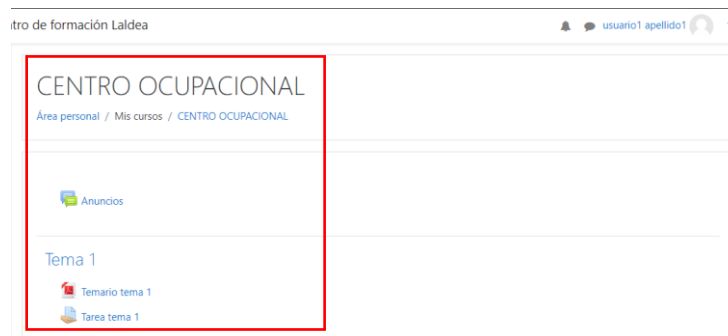 tro de formación Laldea
usuario1 apellido1
CENTRO OCUPACIONAL
Área personal / Mis cursos / CENTRO OCUPACIONAL
Anuncios
Tema 1
Temario tema 1
Tarea tema 1